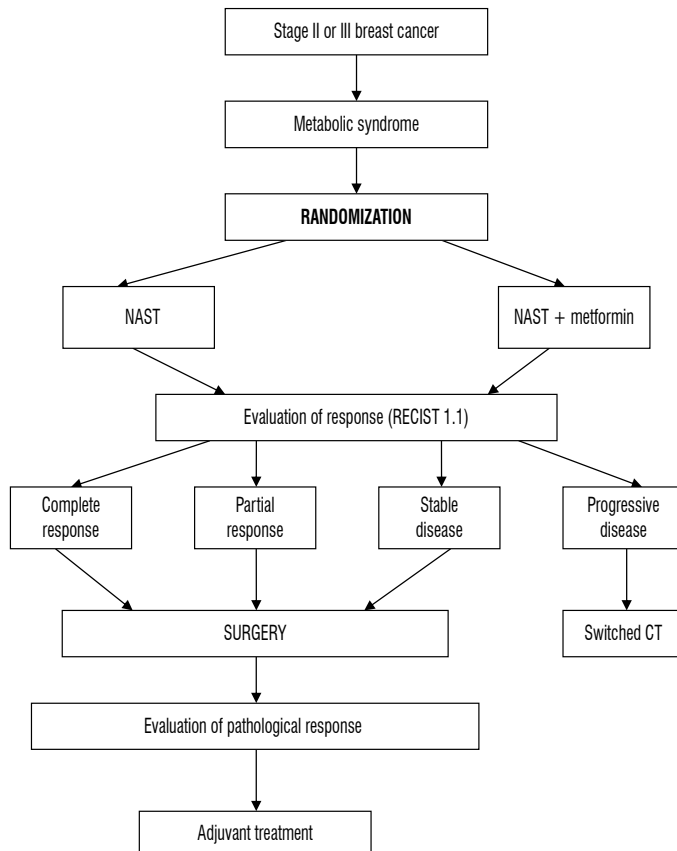 Stage II or III breast cancer
Metabolic syndrome
RANDOMIZATION
NAST
NAST + metformin
Evaluation of response (RECIST 1.1)
Complete
response
Partial
response
Stable
disease
Progressive
disease
SURGERY
Switched CT
Evaluation of pathological response
Adjuvant treatment